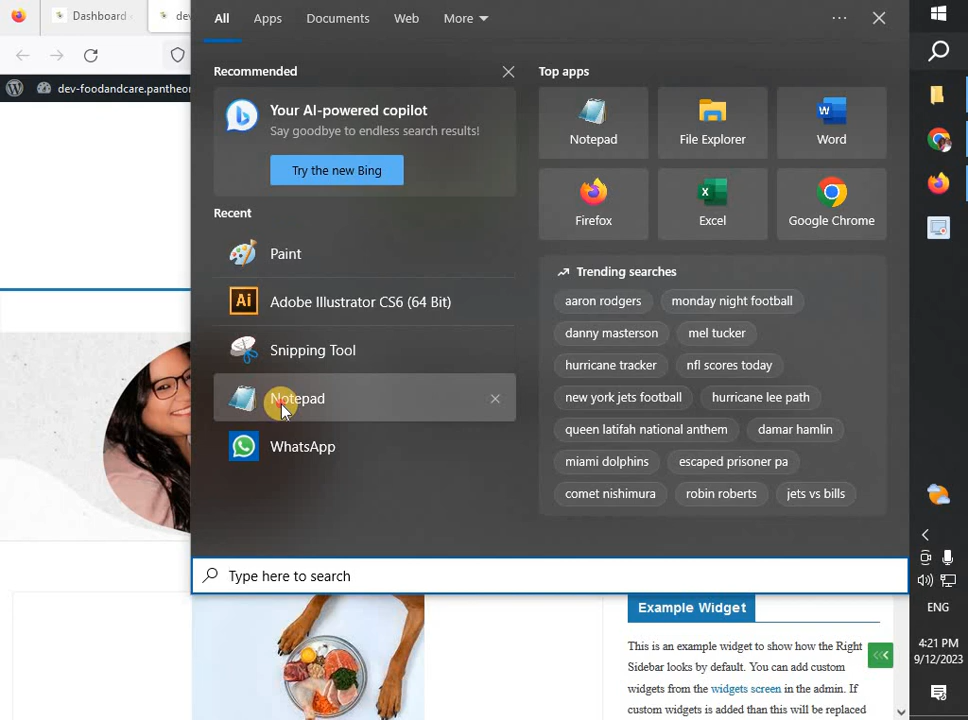 Dashboard
dev
dev-foodandcare.pantheon
All
Apps
Documents
Web
More
Recommended
Your AI-powered copilot
Say goodbye to endless search results!
Try the new Bing
Recent
Paint
Adobe Illustrator CS6 (64 Bit)
Snipping Tool
Notepad
WhatsApp
Top apps
Notepad
File Explorer
Word
Firefox
Excel
Google Chrome
Trending searches
aaron rodgers
monday night football
danny masterson
mel tucker
hurricane tracker
nfl scores today
new york jets football
hurricane lee path
queen latifah national anthem
damar hamlin
miami dolphins
escaped prisoner pa
comet nishimura
robin roberts
jets vs bills
Type here to search
Example Widget
This is an example widget to show how the Right
Sidebar looks by default. You can add custom
widgets from the widgets screen in the admin. If
custom widgets is added than this will be replaced
ENG
4:21 PM
9/12/2023